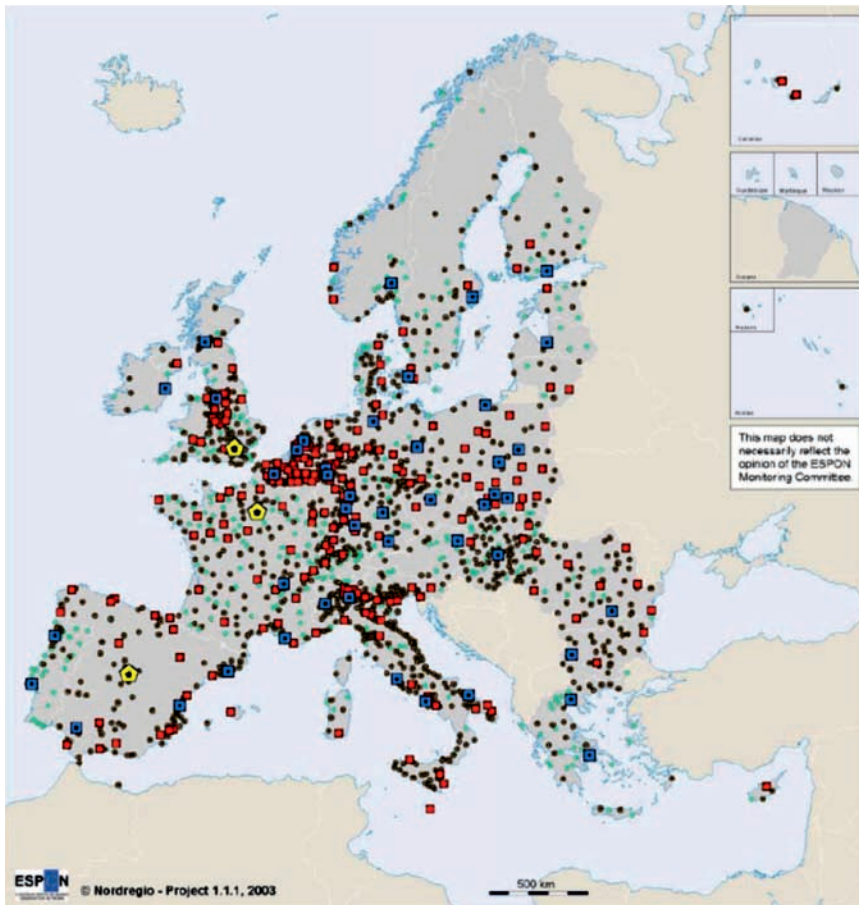 Canarias
Guadeloupe
Martinique
Réunion
Guyane
Madeira
This map does not
necessarily reflect the
opinion of the ESPON
Monitoring Committee.
ESPON
© Nordregio - Project 1.1.1, 2003
500 km